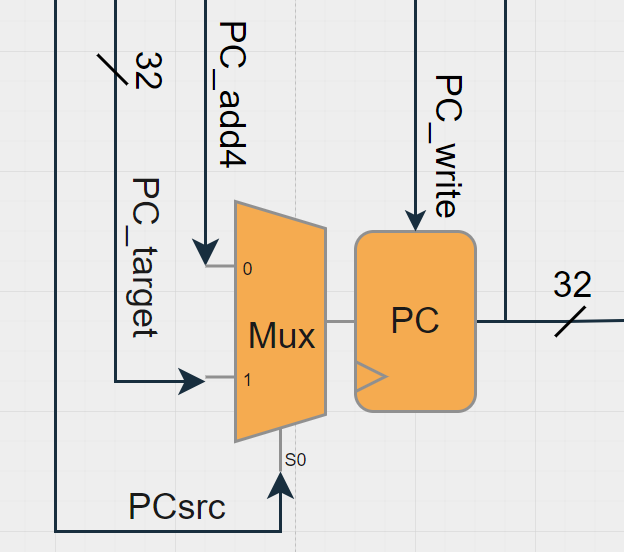 32
PC_add4
PC_target
PC_write
0
Mux
1
S0
PCsrc
PC
32